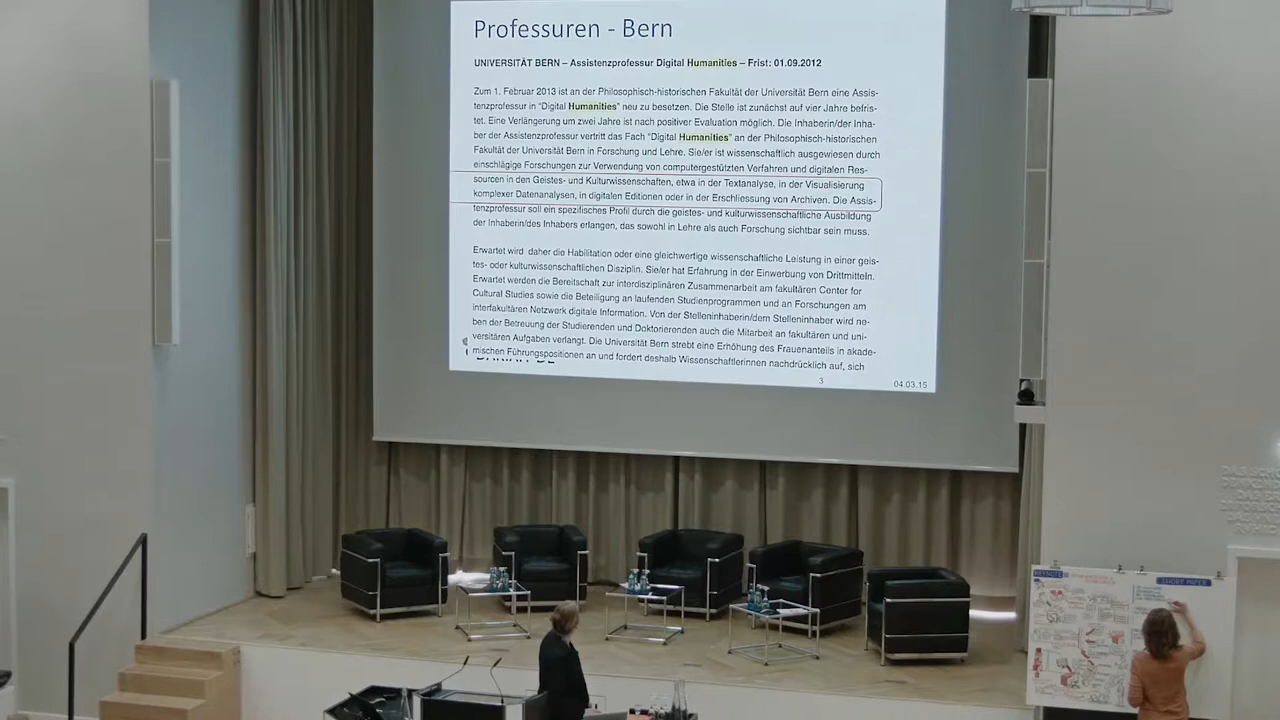 Professuren - Bern
UNIVERSITÄT BERN – Assistenzprofessur Digital Humanities – Frist: 01.09.2012
Zum 1. Februar 2013 ist an der Philosophisch-historischen Fakultät der Universität Bern eine Assis-
tenzprofessur in "Digital Humanities" neu zu besetzen. Die Stelle ist zunächst auf vier Jahre befris-
tet. Eine Verlängerung um zwei Jahre ist nach positiver Evaluation möglich. Die Inhaberin/der Inha-
ber der Assistenzprofessur vertritt das Fach "Digital Humanities" an der Philosophisch-historischen
Fakultät der Universität Bern in Forschung und Lehre. Sie/er ist wissenschaftlich ausgewiesen durch
einschlägige Forschungen zur Verwendung von computergestützten Verfahren und digitalen Res-
sourcen in den Geistes- und Kulturwissenschaften, etwa in der Textanalyse, in der Visualisierung
komplexer Datenanalysen, in digitalen Editionen oder in der Erschliessung von Archiven. Die Assis-
tenzprofessur soll ein spezifisches Profil durch die geistes- und kulturwissenschaftliche Ausbildung
der Inhaberin/des Inhabers erlangen, das sowohl in Lehre als auch Forschung sichtbar sein muss.
Erwartet wird daher die Habilitation oder eine gleichwertige wissenschaftliche Leistung in einer geis-
tes- oder kulturwissenschaftlichen Disziplin. Sie/er hat Erfahrung in der Einwerbung von Drittmitteln.
Erwartet werden die Bereitschaft zur interdisziplinären Zusammenarbeit am fakultären Center for
Cultural Studies sowie die Beteiligung an laufenden Studienprogrammen und an Forschungen am
interfakultären Netzwerk digitale Information. Von der Stelleninhaberin/dem Stelleninhaber wird ne-
ben der Betreuung der Studierenden und Doktorierenden auch die Mitarbeit an fakultären und uni-
versitären Aufgaben verlangt. Die Universität Bern strebt eine Erhöhung des Frauenanteils in akade-
mischen Führungspositionen an und fordert deshalb Wissenschaftlerinnen nachdrücklich auf, sich
3
04.03.15
KEYNOTE
SHORT PAPER